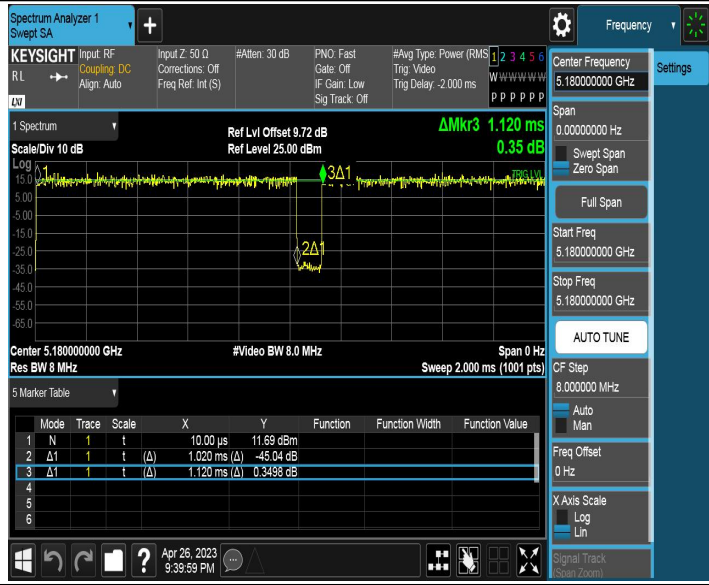 Spectrum Analyzer 1
Swept SA
Frequency
KEYSIGHT
RL
LXI
Input: RF
Coupling: DC
Align: Auto
Input Z: 50 Ω
Corrections: Off
Freq Ref: Int (S)
#Atten: 30 dB
PNO: Fast
Gate: Off
IF Gain: Low
Sig Track: Off
#Avg Type: Power (RMS
Trig: Video
Trig Delay: -2.000 ms
1 2 3 4 5 6
W W W W W W
P P P P P P
Center Frequency
5.180000000 GHz
Settings
Span
0.00000000 Hz
Swept Span
Zero Span
Full Span
Start Freq
5.180000000 GHz
Stop Freq
5.180000000 GHz
AUTO TUNE
CF Step
8.000000 MHz
Auto
Man
Freq Offset
0 Hz
X Axis Scale
Log
Lin
Signal Track
(Span Zoom)
1 Spectrum
Scale/Div 10 dB
Ref Lvl Offset 9.72 dB
Ref Level 25.00 dBm
ΔMkr3 1.120 ms
0.35 dB
Log
15.0
5.00
-5.00
-15.0
-25.0
-35.0
-45.0
-55.0
-65.0
1
3Δ1
TRIG LVL
2Δ1
Center 5.180000000 GHz
Res BW 8 MHz
#Video BW 8.0 MHz
Span 0 Hz
Sweep 2.000 ms (1001 pts)
5 Marker Table
Mode Trace Scale X Y Function Function Width Function Value
1 N 1 t 10.00 µs 11.69 dBm
2 Δ1 1 t (Δ) 1.020 ms (Δ) -45.04 dB
3 Δ1 1 t (Δ) 1.120 ms (Δ) 0.3498 dB
4
5
6
?
Apr 26, 2023
9:39:59 PM